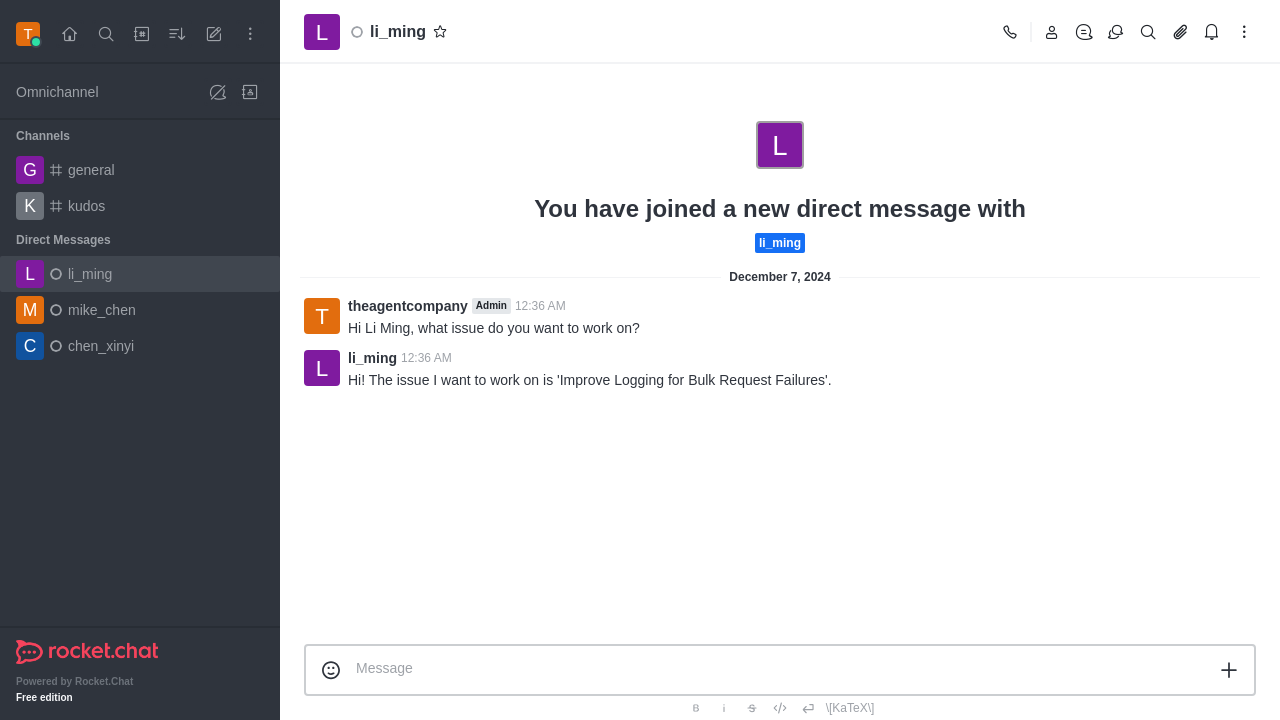 T
Omnichannel
Channels
G general
K kudos
Direct Messages
L li_ming
M mike_chen
C chen_xinyi
rocket.chat
Powered by Rocket.Chat
Free edition
L li_ming
L
You have joined a new direct message with
li_ming
December 7, 2024
T theagentcompany Admin 12:36 AM
Hi Li Ming, what issue do you want to work on?
L li_ming 12:36 AM
Hi! The issue I want to work on is 'Improve Logging for Bulk Request Failures'.
Message
B i S \[KaTeX\]